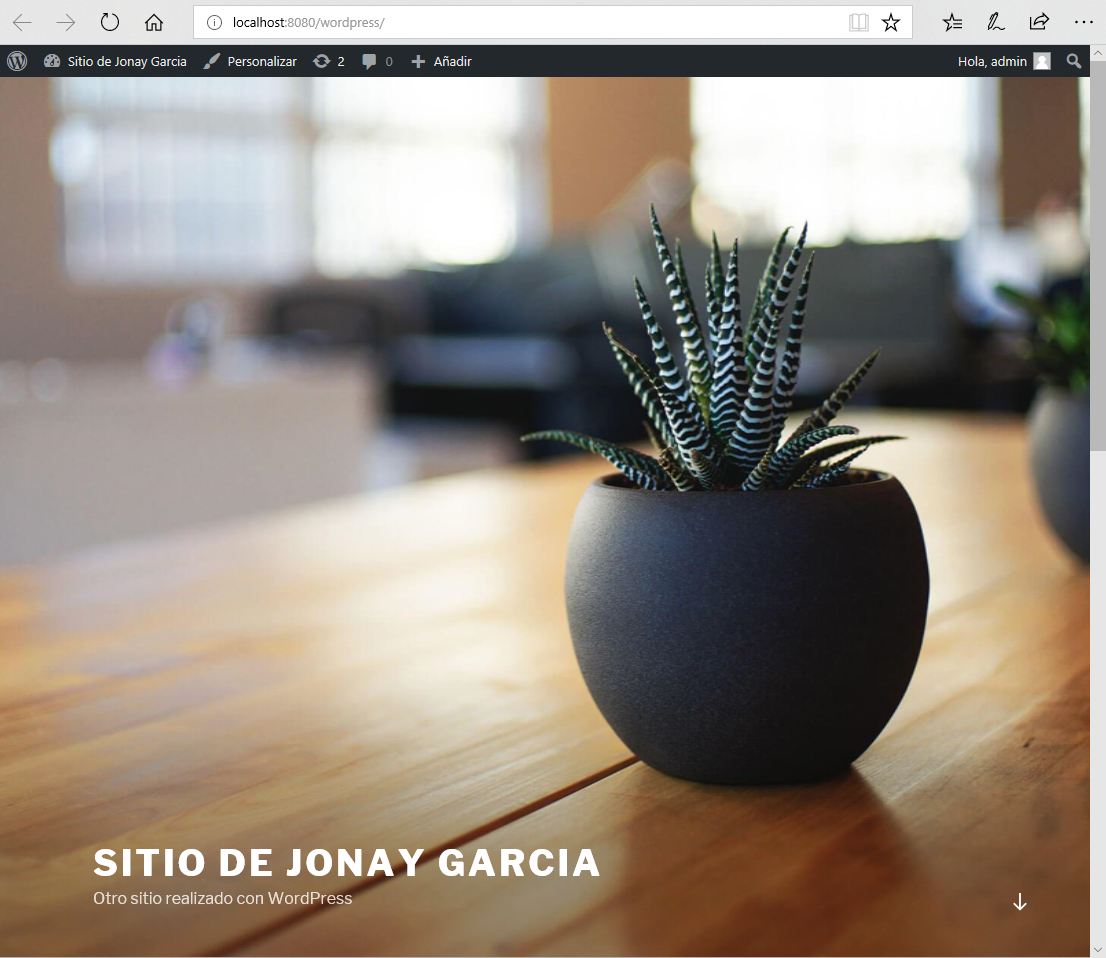 localhost:8080/wordpress/
Sitio de Jonay Garcia Personalizar 2 0 Añadir Hola, admin
SITIO DE JONAY GARCIA
Otro sitio realizado con WordPress